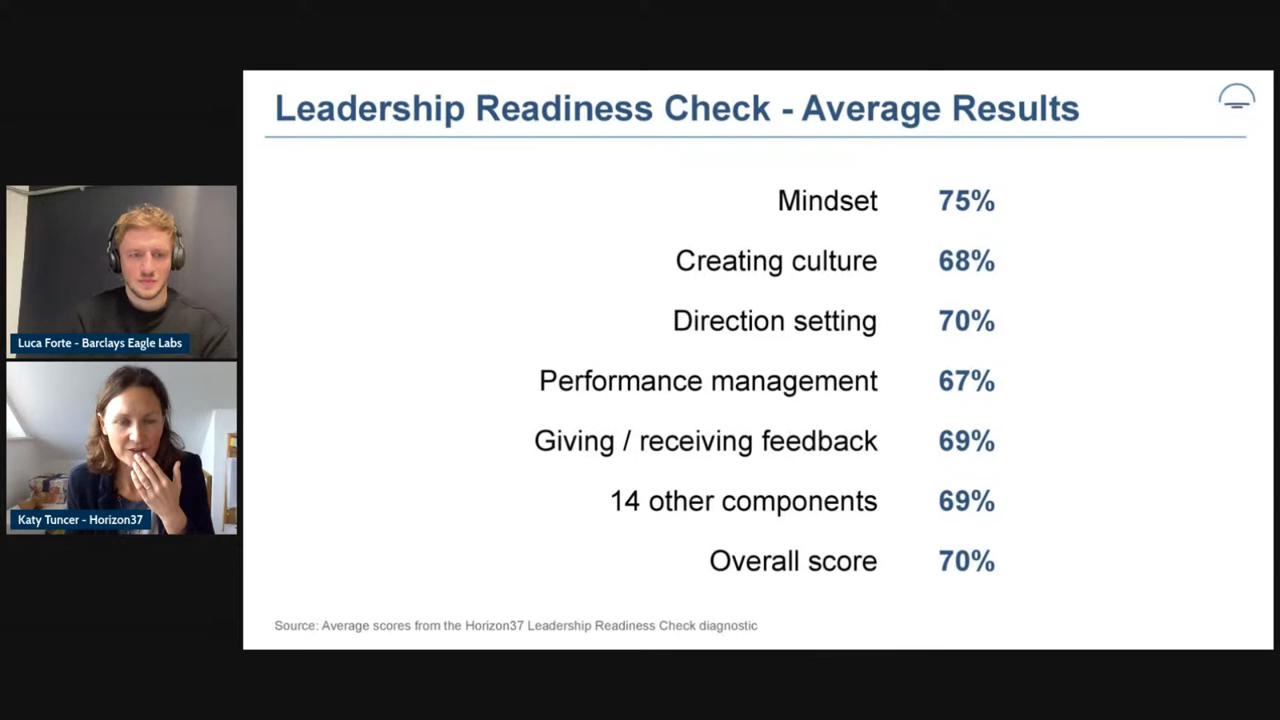 Leadership Readiness Check - Average Results
Mindset 75%
Creating culture 68%
Direction setting 70%
Performance management 67%
Giving / receiving feedback 69%
14 other components 69%
Overall score 70%
Source: Average scores from the Horizon37 Leadership Readiness Check diagnostic
Luca Forte - Barclays Eagle Labs
Katy Tuncer - Horizon37